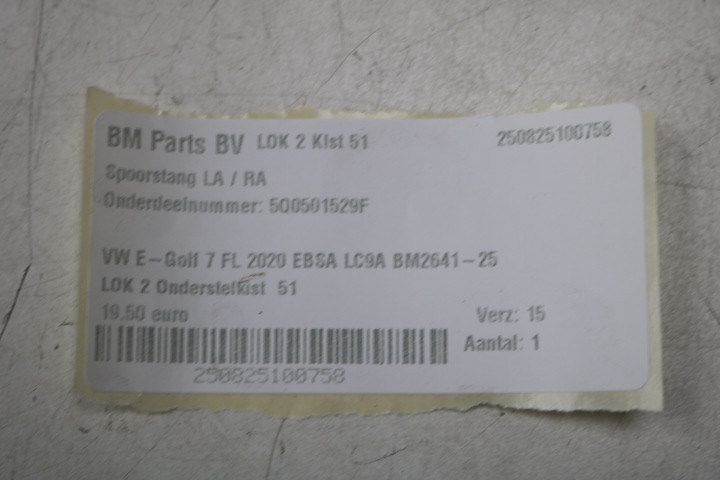 BM Parts BV LOK 2 Kist 51 250825100758
Spoorstang LA / RA
Onderdeelnummer: 5Q0501529F
VW E-Golf 7 FL 2020 EBSA LC9A BM2641-25
LOK 2 Onderstelkist 51
19.50 euro Verz: 15
Aantal: 1
250825100758